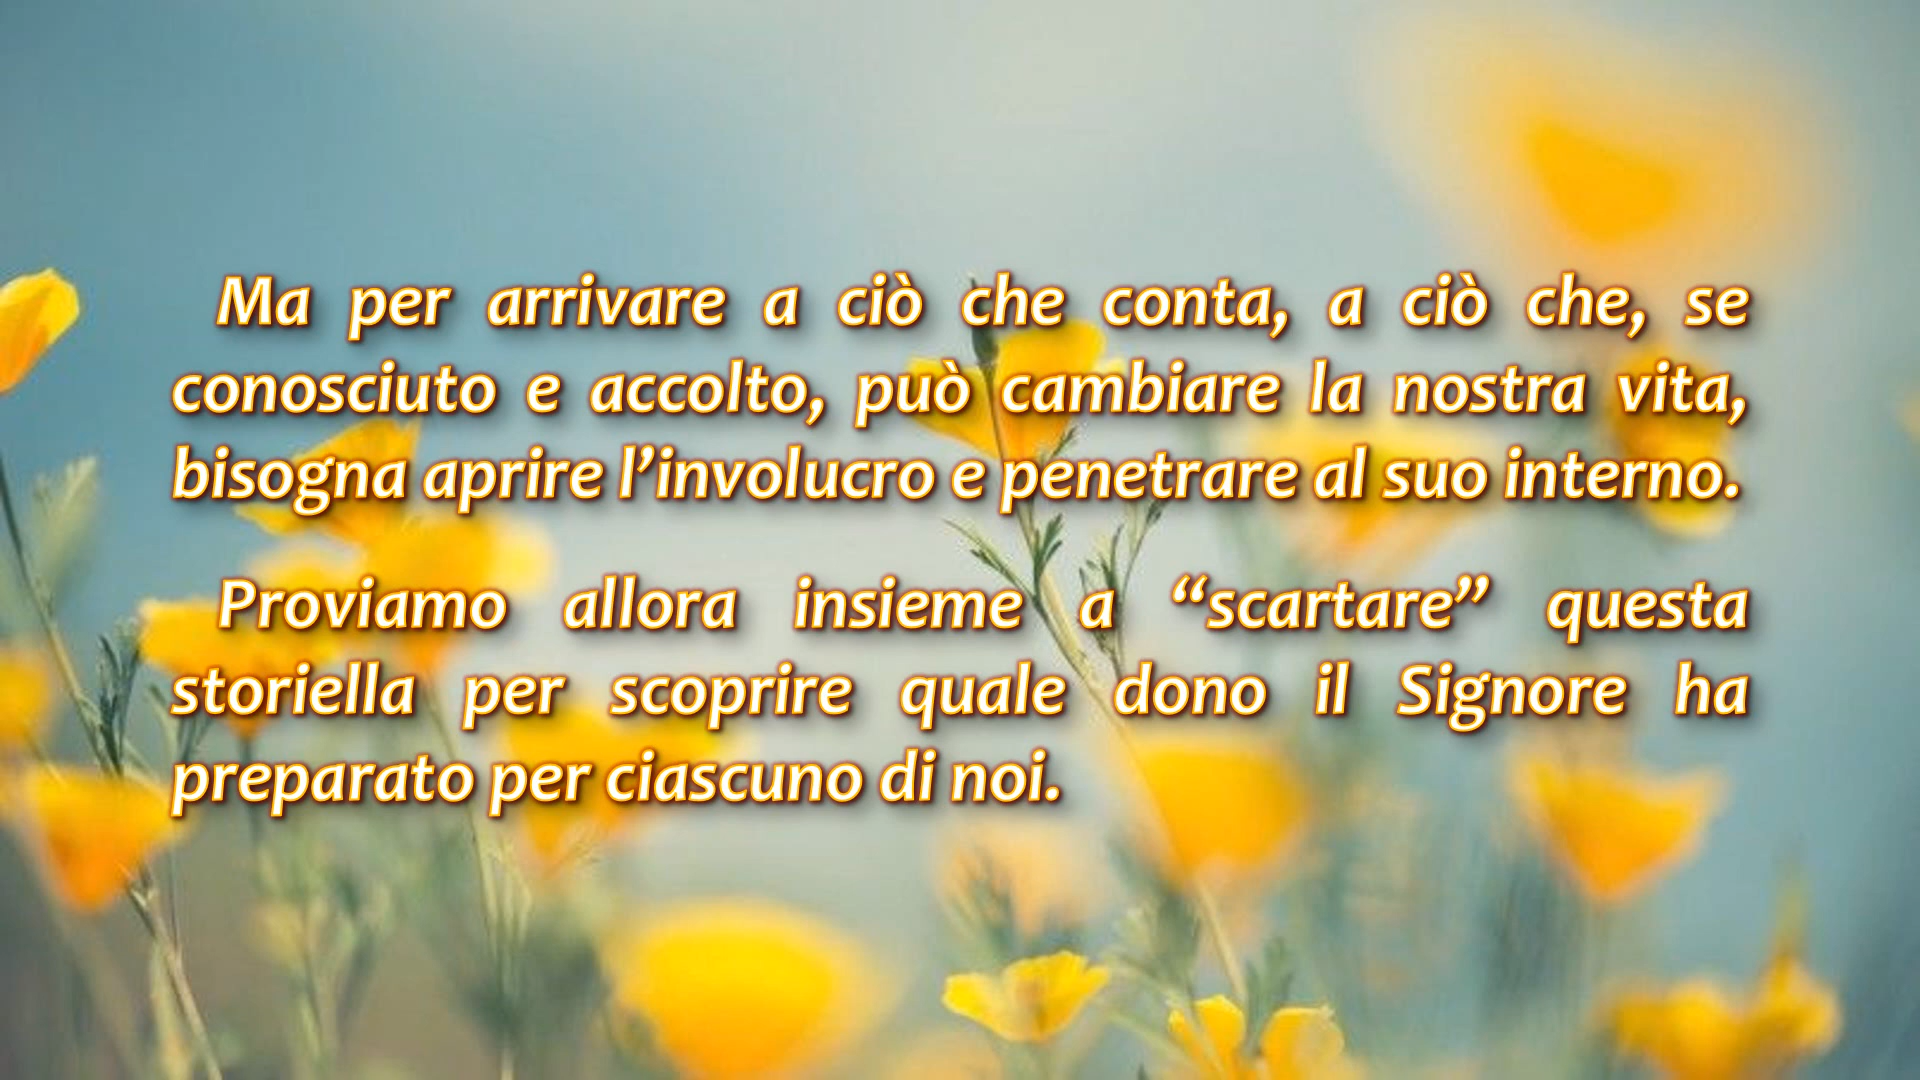 Ma per arrivare a ciò che conta, a ciò che, se
conosciuto e accolto, può cambiare la nostra vita,
bisogna aprire l’involucro e penetrare al suo interno.
Proviamo allora insieme a “scartare” questa
storiella per scoprire quale dono il Signore ha
preparato per ciascuno di noi.